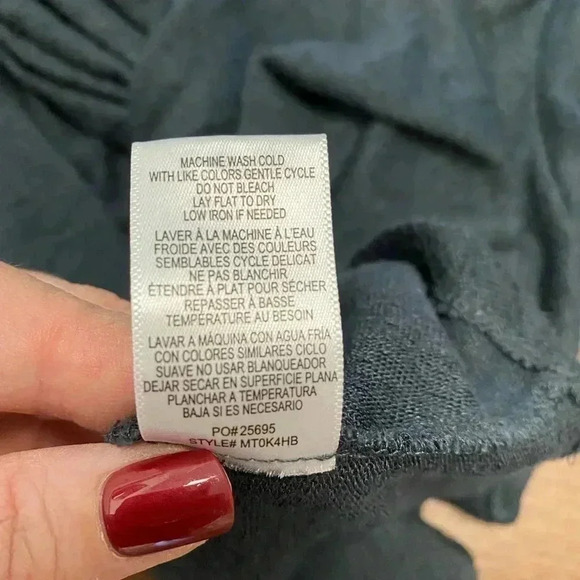 MACHINE WASH COLD
WITH LIKE COLORS GENTLE CYCLE
DO NOT BLEACH
LAY FLAT TO DRY
LOW IRON IF NEEDED
LAVER À LA MACHINE À L'EAU
FROIDE AVEC DES COULEURS
SEMBLABLES CYCLE DELICAT
NE PAS BLANCHIR
ÉTENDRE À PLAT POUR SÉCHER
REPASSER À BASSE
TEMPÉRATURE AU BESOIN
LAVAR A MÁQUINA CON AGUA FRÍA
CON COLORES SIMILARES CICLO
SUAVE NO USAR BLANQUEADOR
DEJAR SECAR EN SUPERFICIE PLANA
PLANCHAR A TEMPERATURA
BAJA SI ES NECESARIO
PO#25695
STYLE# MT0K4HB